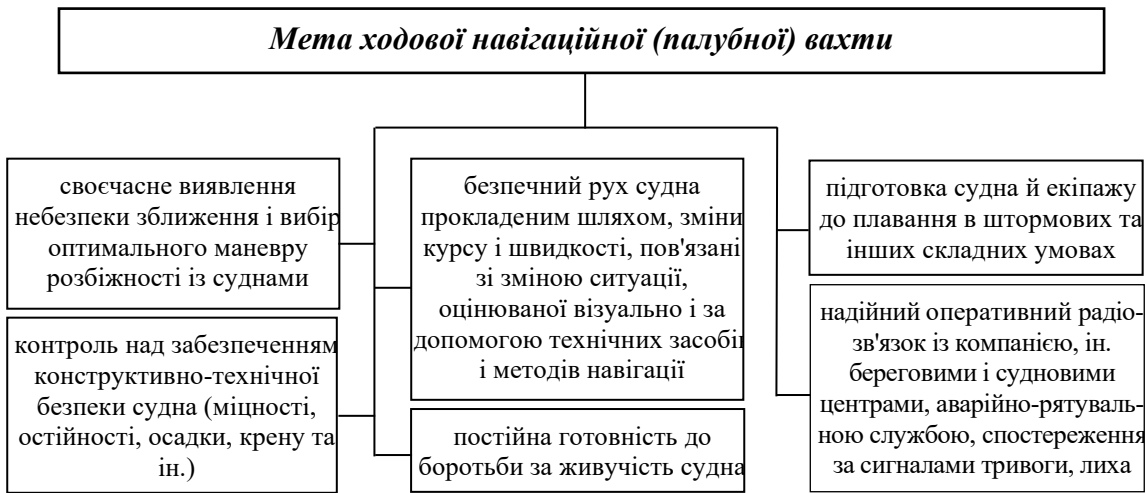 Мета ходової навігаційної (палубної) вахти
своєчасне виявлення
небезпеки зближення і вибір
оптимального маневру
розбіжності із суднами
контроль над забезпеченням
конструктивно-технічної
безпеки судна (міцності,
остійності, осадки, крену та
ін.)
безпечний рух судна
прокладеним шляхом, зміни
курсу і швидкості, пов'язані
зі зміною ситуації,
оцінюваної візуально і за
допомогою технічних засобів
і методів навігації
постійна готовність до
боротьби за живучість судна
підготовка судна й екіпажу
до плавання в штормових та
інших складних умовах
надійний оперативний радіо-
зв'язок із компанією, ін.
береговими і судновими
центрами, аварійно-рятуваль-
ною службою, спостереження
за сигналами тривоги, лиха